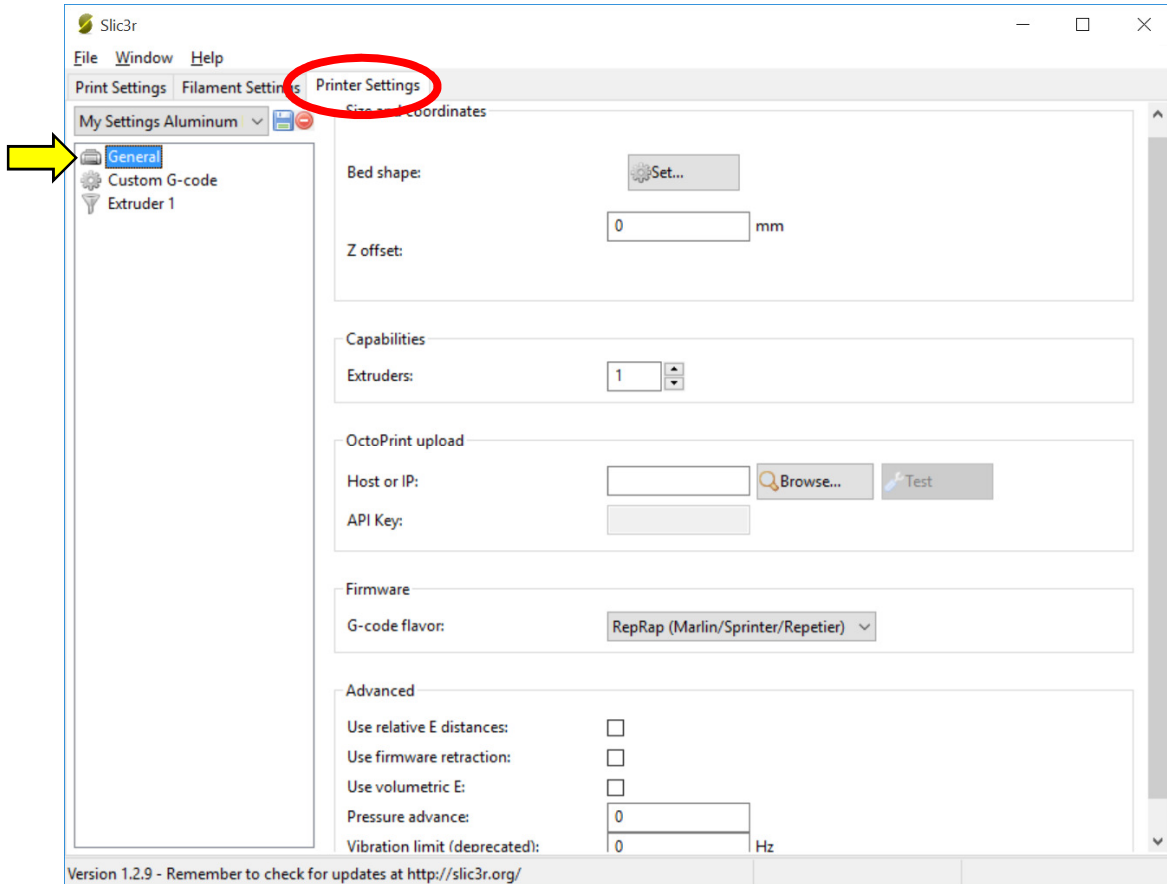 Slic3r
File Window Help
Print Settings Filament Settings Printer Settings
My Settings Aluminum
General
Custom G-code
Extruder 1
Size and coordinates
Bed shape: Set...
0 mm
Z offset:
Capabilities
Extruders: 1
OctoPrint upload
Host or IP: Browse... Test
API Key:
Firmware
G-code flavor: RepRap (Marlin/Sprinter/Repetier)
Advanced
Use relative E distances:
Use firmware retraction:
Use volumetric E:
Pressure advance: 0
Vibration limit (deprecated): 0 Hz
Version 1.2.9 - Remember to check for updates at http://slic3r.org/